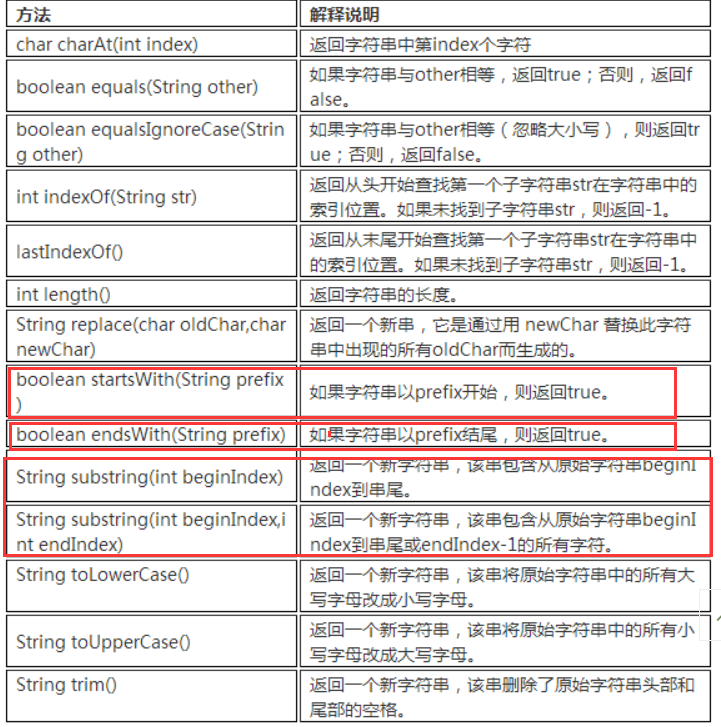 方法 解释说明
char charAt(int index) 返回字符串中第index个字符
boolean equals(String other) 如果字符串与other相等，返回true；否则，返回f
alse。
boolean equalsIgnoreCase(Strin 如果字符串与other相等（忽略大小写），则返回tr
g other) ue；否则，返回false。
int indexOf(String str) 返回从头开始查找第一个子字符串str在字符串中的
索引位置。如果未找到子字符串str，则返回-1。
lastIndexOf() 返回从末尾开始查找第一个子字符串str在字符串中
的索引位置。如果未找到子字符串str，则返回-1。
int length() 返回字符串的长度。
String replace(char oldChar,char 返回一个新串，它是通过用 newChar 替换此字符
newChar) 串中出现的所有oldChar而生成的。
boolean startsWith(String prefix 如果字符串以prefix开始，则返回true。
)
boolean endsWith(String prefix) 如果字符串以prefix结尾，则返回true。
String substring(int beginIndex) 返回一个新字符串，该串包含从原始字符串beginI
ndex到串尾。
String substring(int beginIndex,i 返回一个新字符串，该串包含从原始字符串beginI
nt endIndex) ndex到串尾或endIndex-1的所有字符。
String toLowerCase() 返回一个新字符串，该串将原始字符串中的所有大
写字母改成小写字母。
String toUpperCase() 返回一个新字符串，该串将原始字符串中的所有小
写字母改成大写字母。
String trim() 返回一个新字符串，该串删除了原始字符串头部和
尾部的空格。